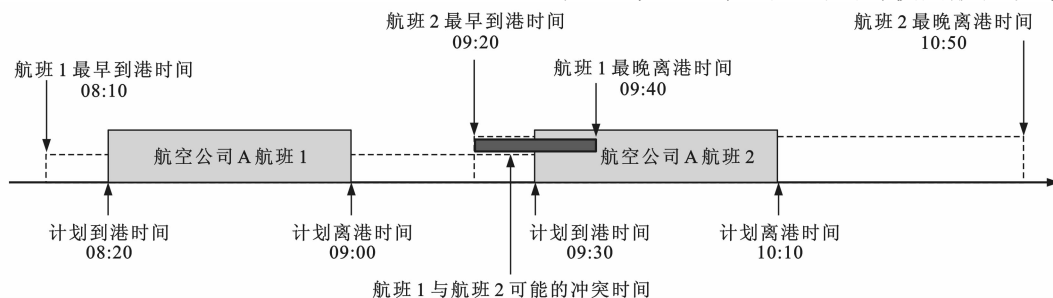 航班2最早到港时间
09:20
航班2最晚离港时间
10:50
航班1最早到港时间
08:10
航班1最晚离港时间
09:40
航空公司A航班1
航空公司A航班2
计划到港时间
08:20
计划离港时间
09:00
计划到港时间
09:30
计划离港时间
10:10
航班1与航班2可能的冲突时间